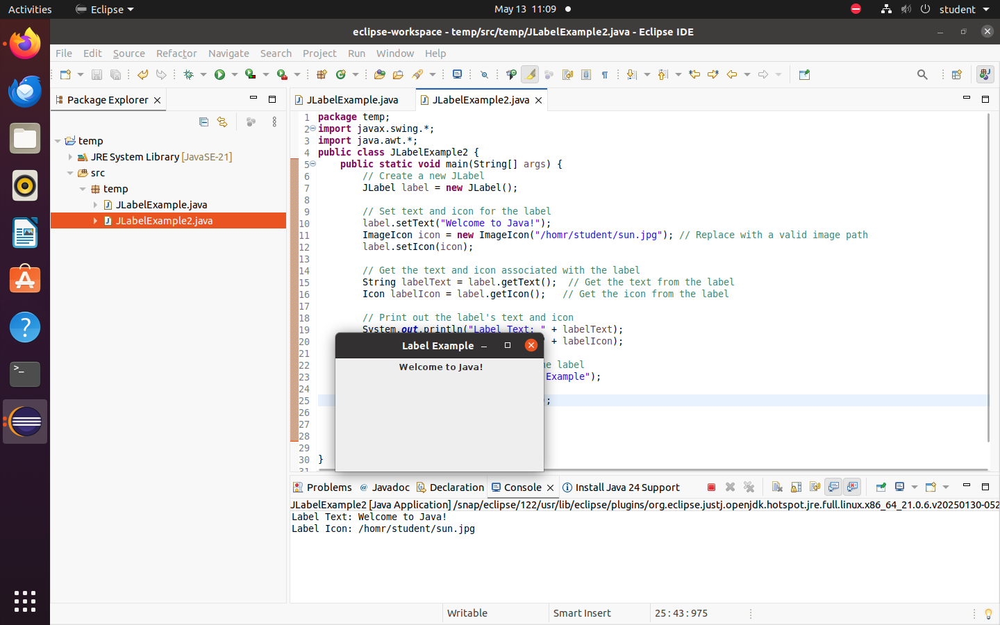 Activities
Eclipse
May 13 11:09
student
eclipse-workspace - temp/src/temp/JLabelExample2.java - Eclipse IDE
File Edit Source Refactor Navigate Search Project Run Window Help
Package Explorer
temp
JRE System Library [JavaSE-21]
src
temp
JLabelExample.java
JLabelExample2.java
JLabelExample.java
JLabelExample2.java
1 package temp;
2 import javax.swing.*;
3 import java.awt.*;
4 public class JLabelExample2 {
5 public static void main(String[] args) {
6 // Create a new JLabel
7 JLabel label = new JLabel();
8
9 // Set text and icon for the label
10 label.setText("Welcome to Java!");
11 ImageIcon icon = new ImageIcon("/homr/student/sun.jpg"); // Replace with a valid image path
12 label.setIcon(icon);
13
14 // Get the text and icon associated with the label
15 String labelText = label.getText(); // Get the text from the label
16 Icon labelIcon = label.getIcon(); // Get the icon from the label
17
18 // Print out the label's text and icon
19 System.out.println("Label Text: " + labelText);
20 + labelIcon);
21
22 label
23 Example");
24
25 ;
26
27
28
29
30 }
Label Example
Welcome to Java!
Problems
Javadoc
Declaration
Console
Install Java 24 Support
JLabelExample2 [Java Application] /snap/eclipse/122/usr/lib/eclipse/plugins/org.eclipse.justj.openjdk.hotspot.jre.full.linux.x86_64_21.0.6.v20250130-052
Label Text: Welcome to Java!
Label Icon: /homr/student/sun.jpg
Writable
Smart Insert
25 : 43 : 975